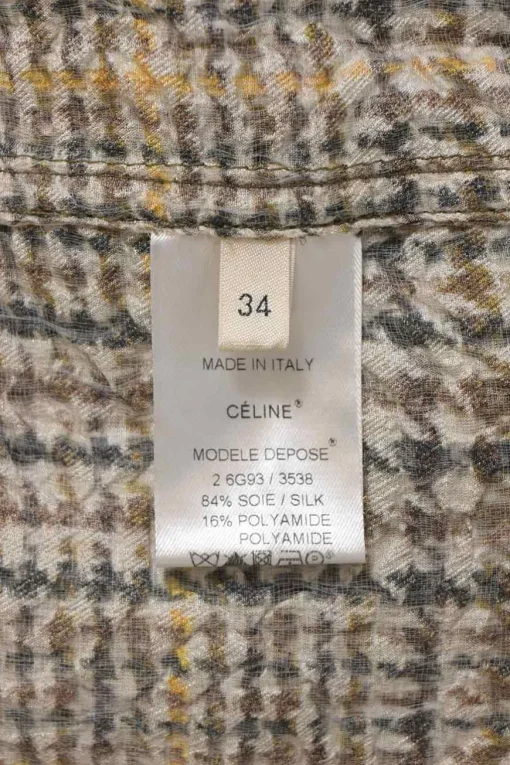 34
MADE IN ITALY
CÉLINE®
MODELE DEPOSE®
2 6G93 / 3538
84% SOIE / SILK
16% POLYAMIDE
POLYAMIDE